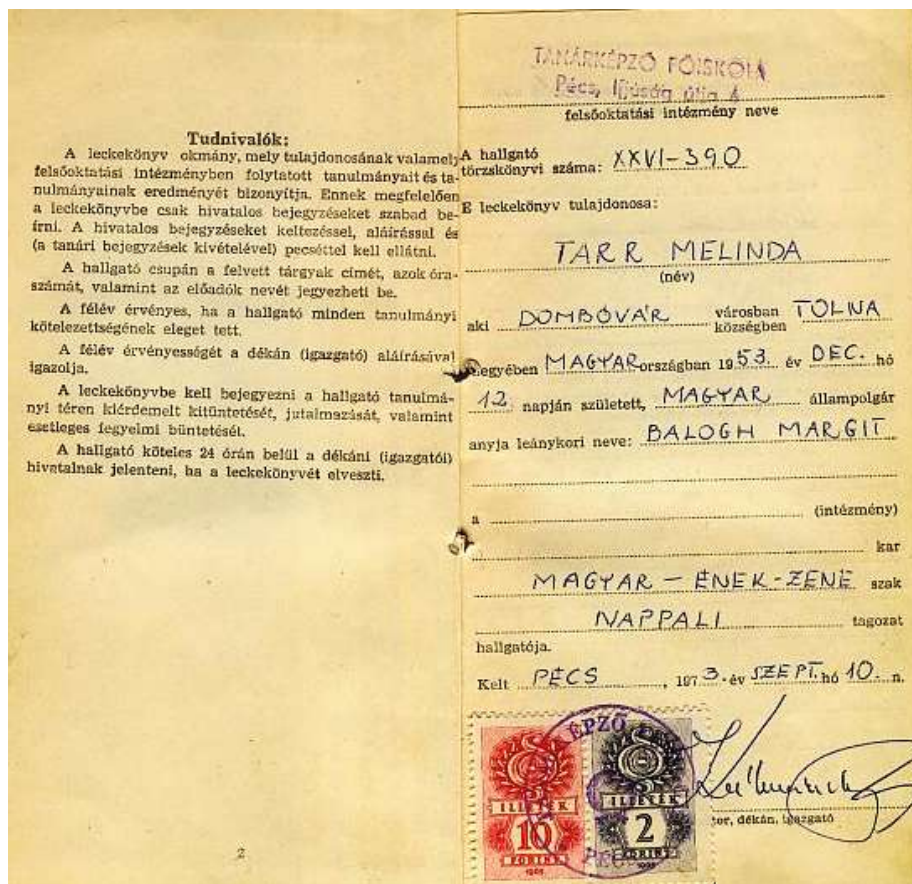 Tudnivalók:
A leckekönyv okmány, mely tulajdonosának valamely
felsőoktatási intézményben folytatott tanulmányait és ta-
nulmányainak eredményét bizonyítja. Ennek megfelelően
a leckekönyvbe csak hivatalos bejegyzéseket szabad be-
írni. A hivatalos bejegyzéseket keltezéssel, aláírással és
(a tanári bejegyzések kivételével) pecséttel kell ellátni.
A hallgató csupán a felvett tárgyak címét, azok óra-
számát, valamint az előadók nevét jegyezheti be.
A félév érvényes, ha a hallgató minden tanulmányi
kötelezettségének eleget tett.
A félév érvényességét a dékán (igazgató) aláírásával
igazolja.
A leckekönyvbe kell bejegyezni a hallgató tanulmá-
nyi téren kiérdemelt kitüntetését, jutalmazását, valamint
esetleges fegyelmi büntetését.
A hallgató köteles 24 órán belül a dékáni (igazgatói)
hivatalnak jelenteni, ha a leckekönyvét elveszti.
2
TANÁRKÉPZŐ FŐISKOLA
Pécs, Ifjúság útja 6
felsőoktatási intézmény neve
A hallgató
törzskönyvi száma: XXVI-390
E leckekönyv tulajdonosa:
TARR MELINDA
(név)
aki DOMBÓVÁR városban községben TOLNA
megyében MAGYARországban 1953. év DEC. hó
12. napján született, MAGYAR állampolgár
anyja leánykori neve: BALOGH MARGIT
a (intézmény)
kar
MAGYAR - ÉNEK-ZENE szak
NAPPALI tagozat
hallgatója.
Kelt PÉCS, 1973. év SZEPT. hó 10. n.
ÉPZŐ
PÉCS
ILLETÉK ILLETÉK
10 2
FORINT FORINT
dékán, igazgató